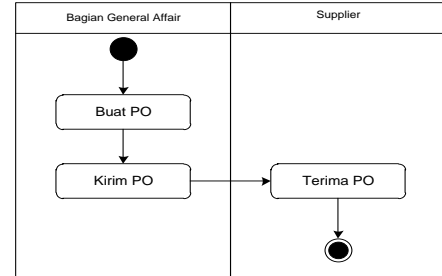 Bagian General Affair
Supplier
Buat PO
Kirim PO
Terima PO